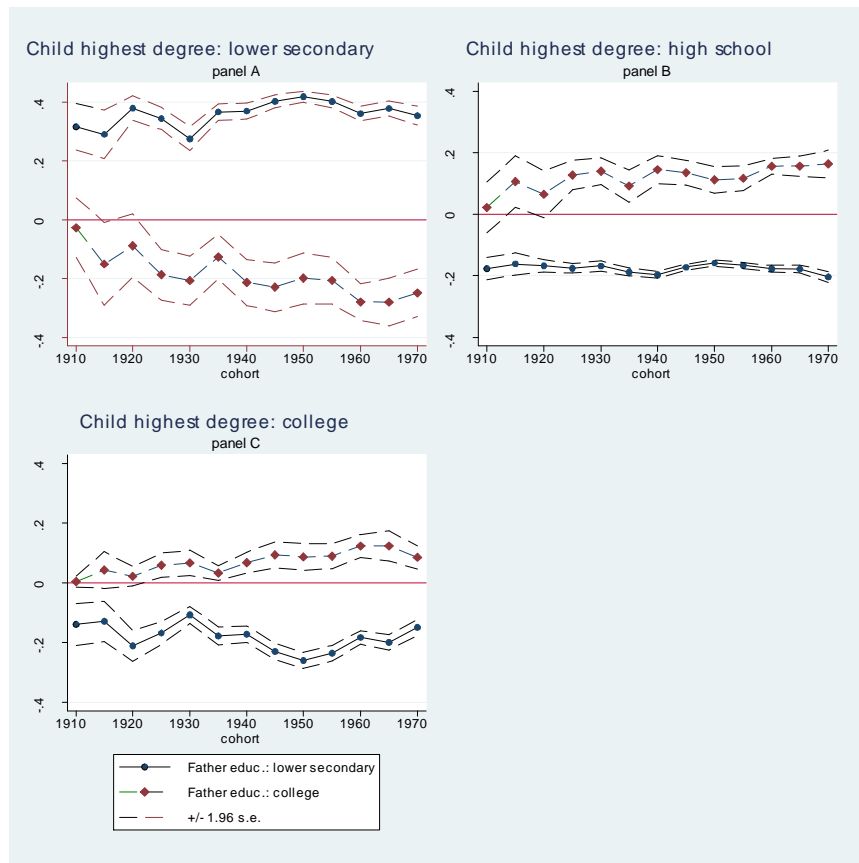 Child highest degree: lower secondary
panel A
.4
.2
0
-.2
-.4
1910 1920 1930 1940 1950 1960 1970
cohort
Child highest degree: high school
panel B
.4
.2
0
-.2
-.4
1910 1920 1930 1940 1950 1960 1970
cohort
Child highest degree: college
panel C
.4
.2
0
-.2
-.4
1910 1920 1930 1940 1950 1960 1970
cohort
Father educ.: lower secondary
Father educ.: college
+/- 1.96 s.e.